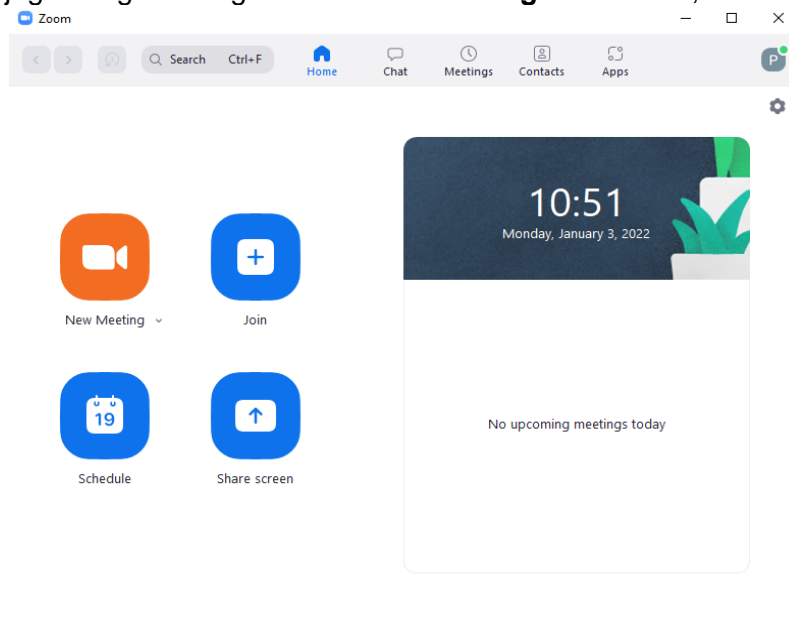 Zoom
Search Ctrl+F
Home
Chat
Meetings
Contacts
Apps
P
10:51
Monday, January 3, 2022
New Meeting
Join
19
Schedule
Share screen
No upcoming meetings today